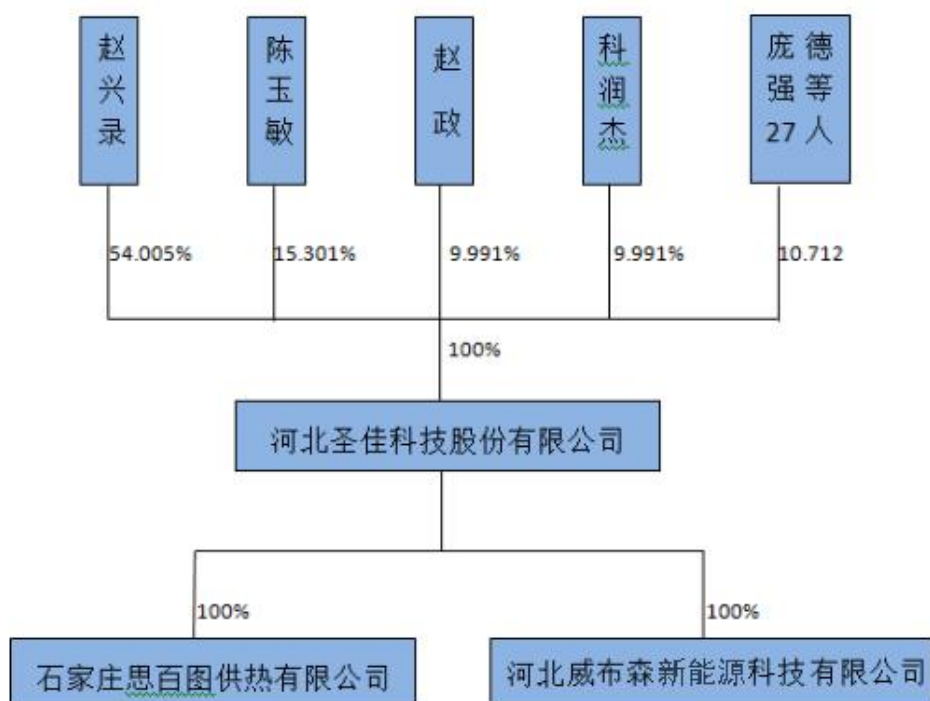 赵兴录
陈玉敏
赵政
科润杰
庞德
强等
27人
54.005%
15.301%
9.991%
9.991%
10.712
100%
河北圣佳科技股份有限公司
100%
100%
石家庄思百图供热有限公司
河北威布森新能源科技有限公司